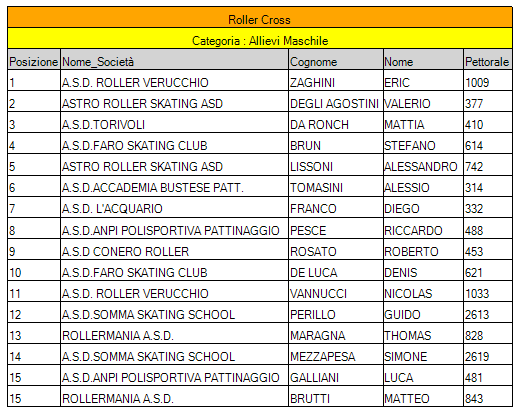 Roller Cross
Categoria : Allievi Maschile
Posizione Nome_Società Cognome Nome Pettorale
1 A.S.D. ROLLER VERUCCHIO ZAGHINI ERIC 1009
2 ASTRO ROLLER SKATING ASD DEGLI AGOSTINI VALERIO 377
3 A.S.D.TORIVOLI DA RONCH MATTIA 410
4 A.S.D.FARO SKATING CLUB BRUN STEFANO 614
5 ASTRO ROLLER SKATING ASD LISSONI ALESSANDRO 742
6 A.S.D.ACCADEMIA BUSTESE PATT. TOMASINI ALESSIO 314
7 A.S.D. L'ACQUARIO FRANCO DIEGO 332
8 A.S.D.ANPI POLISPORTIVA PATTINAGGIO PESCE RICCARDO 488
9 A.S.D CONERO ROLLER ROSATO ROBERTO 453
10 A.S.D.FARO SKATING CLUB DE LUCA DENIS 621
11 A.S.D. ROLLER VERUCCHIO VANNUCCI NICOLAS 1033
12 A.S.D.SOMMA SKATING SCHOOL PERILLO GUIDO 2613
13 ROLLERMANIA A.S.D. MARAGNA THOMAS 828
14 A.S.D.SOMMA SKATING SCHOOL MEZZAPESA SIMONE 2619
15 A.S.D.ANPI POLISPORTIVA PATTINAGGIO GALLIANI LUCA 481
15 ROLLERMANIA A.S.D. BRUTTI MATTEO 843